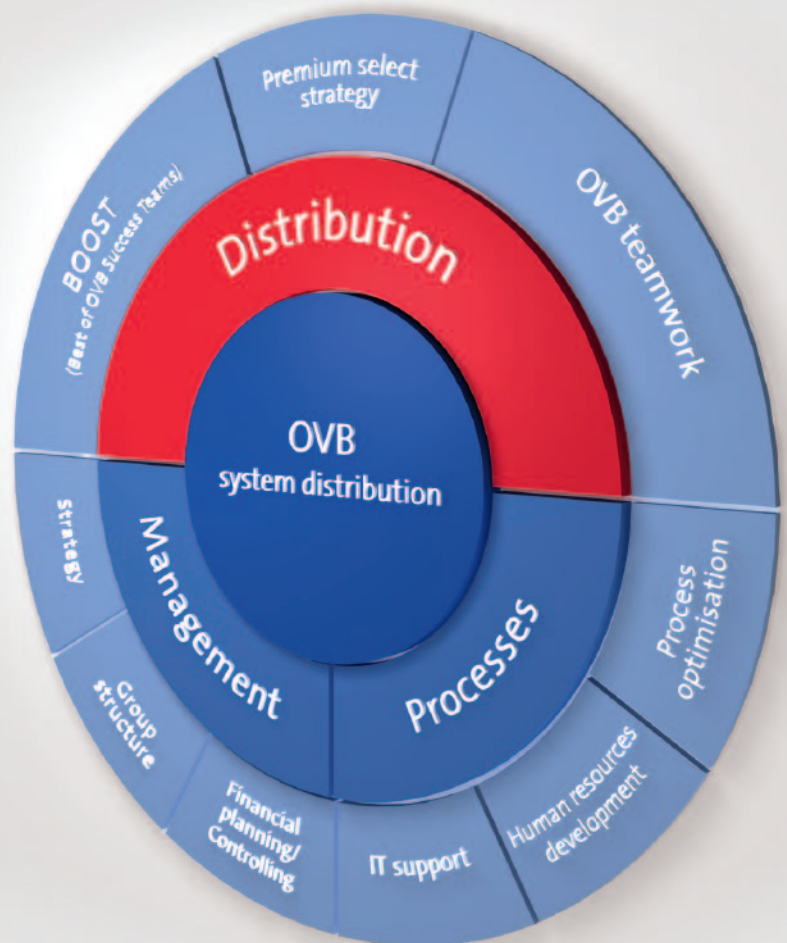 Premium select
strategy
OVB teamwork
BOOST
(Best of OVB Success Teams)
Distribution
OVB
system distribution
Strategy
Management
Processes
Process
optimisation
Group
structure
Financial
planning/
Controlling
IT support
Human resources
development